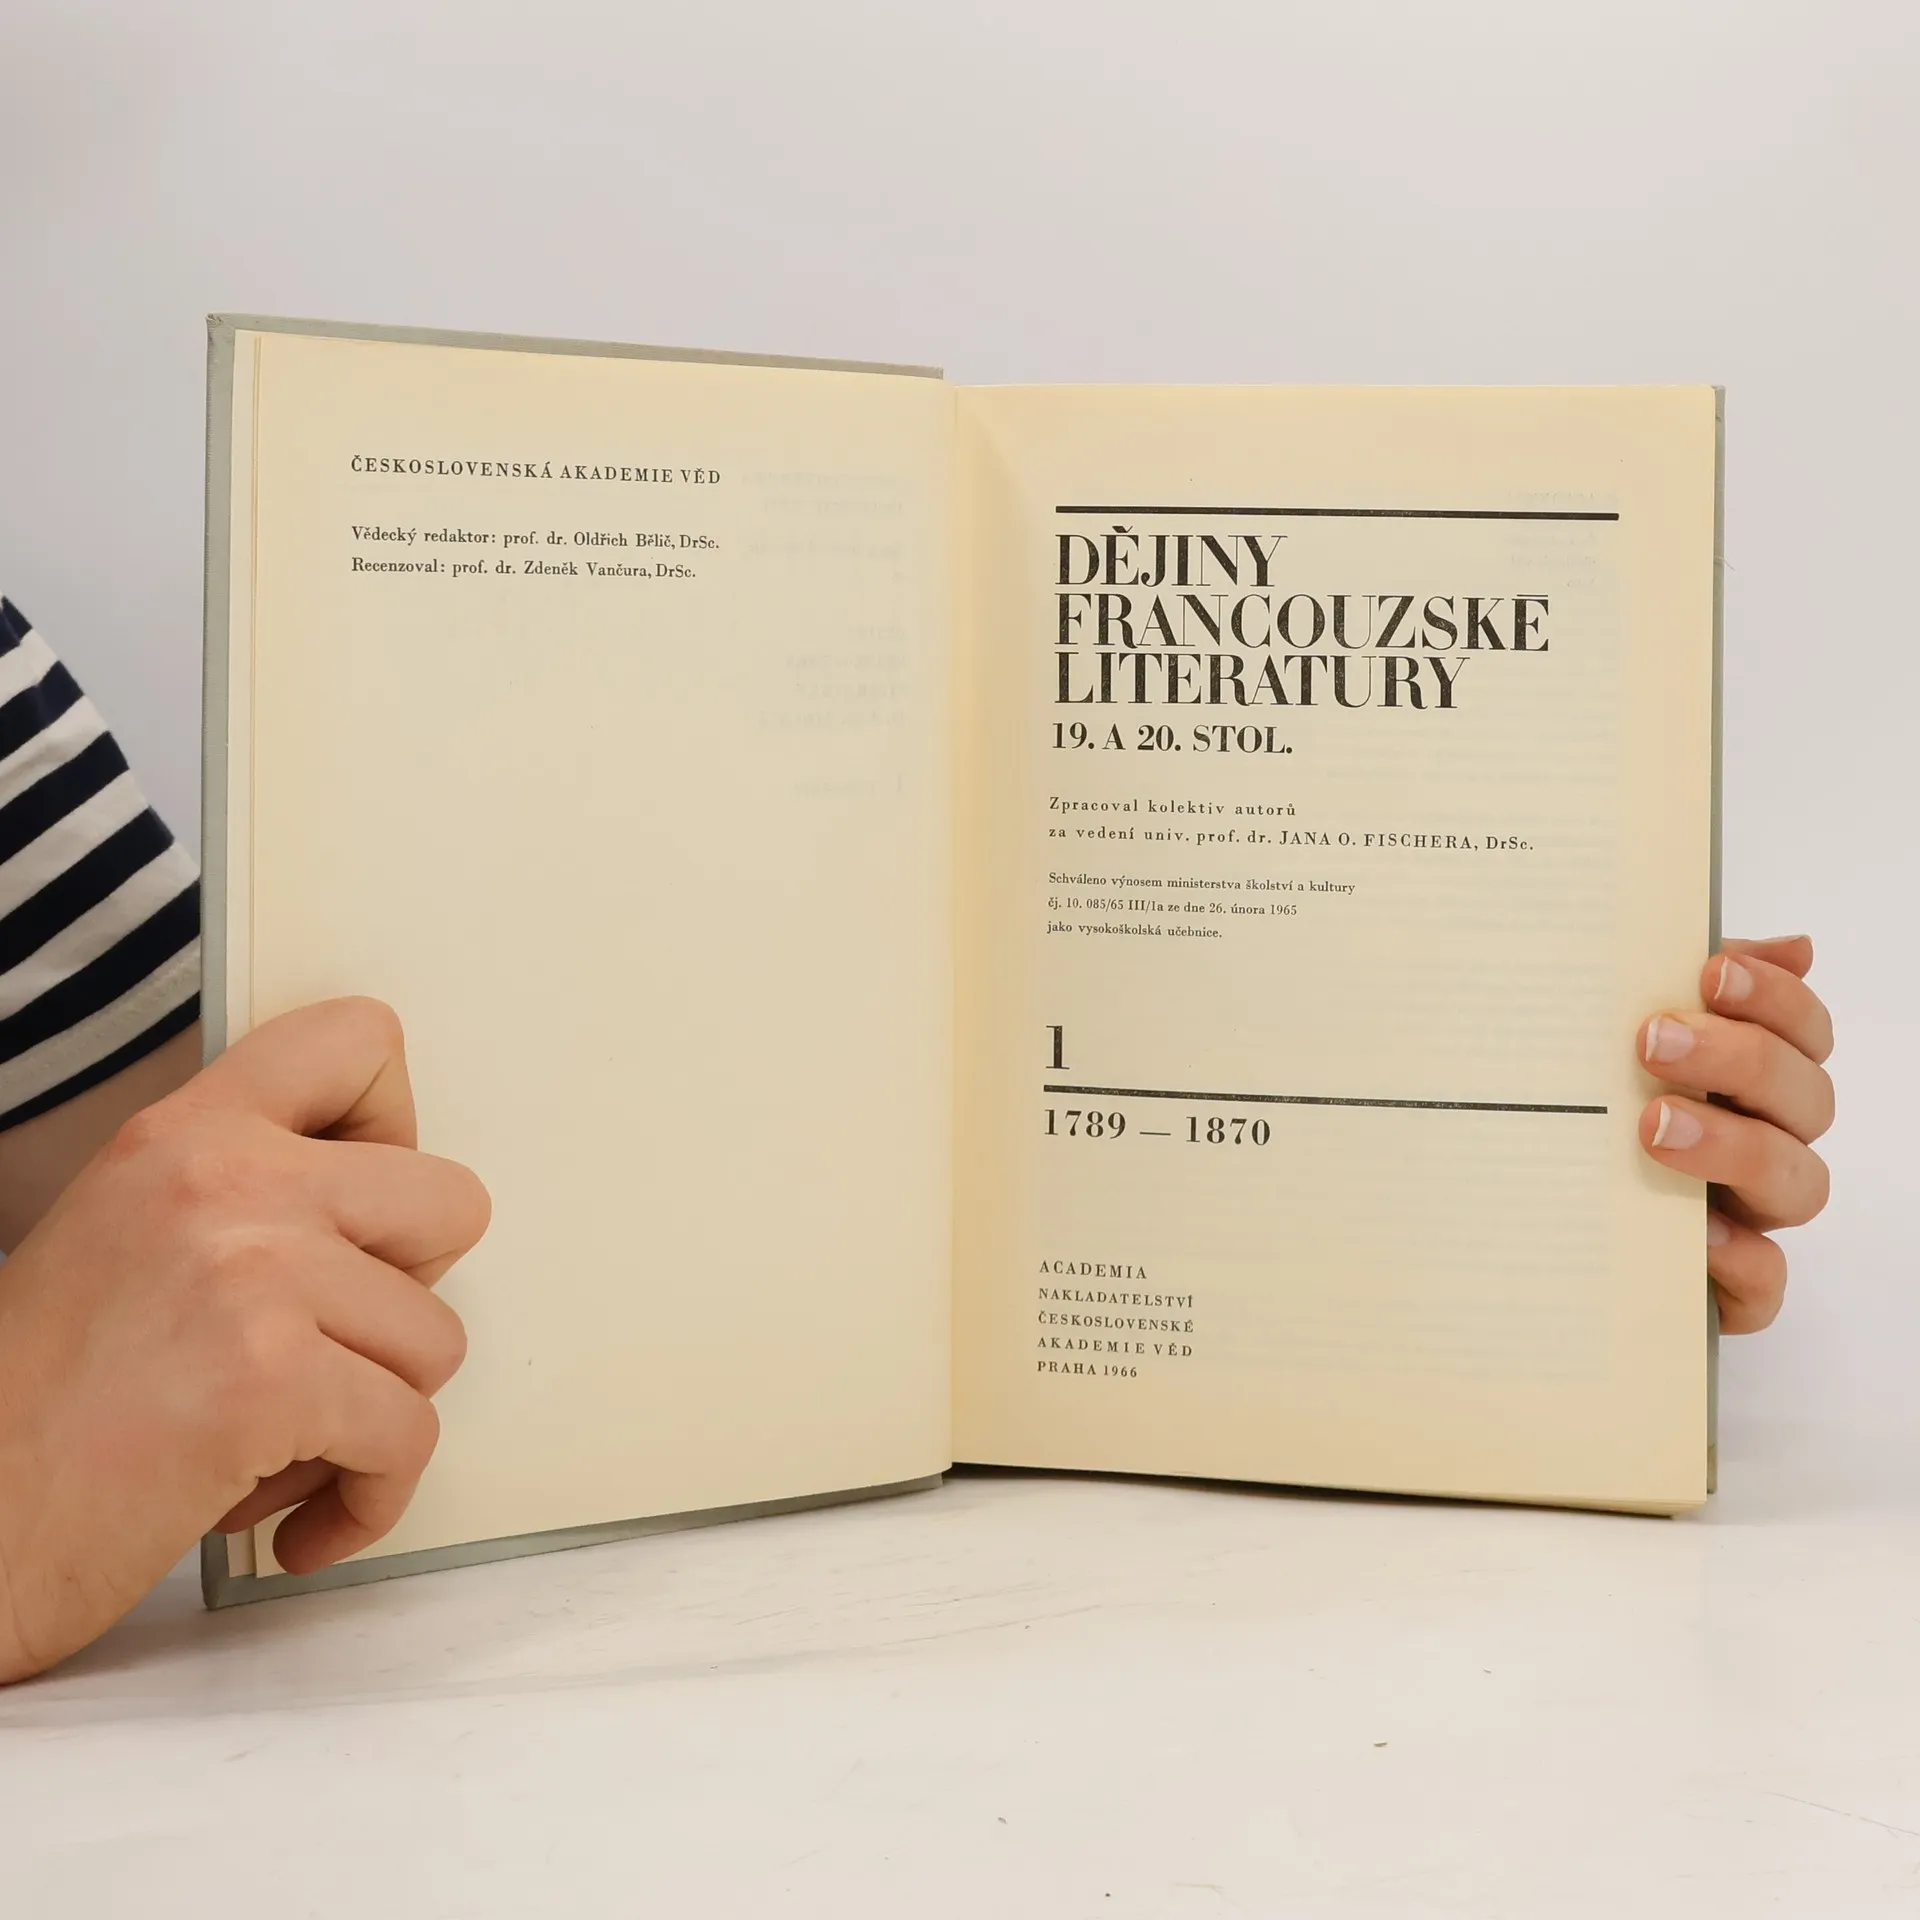 ČESKOSLOVENSKÁ AKADEMIE VĚD
Vědecký redaktor: prof. dr. Oldřich Bělič, DrSc.
Recenzoval: prof. dr. Zdeněk Vančura, DrSc.
DĚJINY
FRANCOUZSKÉ
LITERATURY
19. A 20. STOL.
Zpracoval kolektiv autorů
za vedení univ. prof. dr. JANA O. FISCHERA, DrSc.
Schváleno výnosem ministerstva školství a kultury
čj. 10. 085/65 III/1a ze dne 26. února 1965
jako vysokoškolská učebnice.
1
1789 — 1870
ACADEMIA
NAKLADATELSTVÍ
ČESKOSLOVENSKÉ
AKADEMIE VĚD
PRAHA 1966